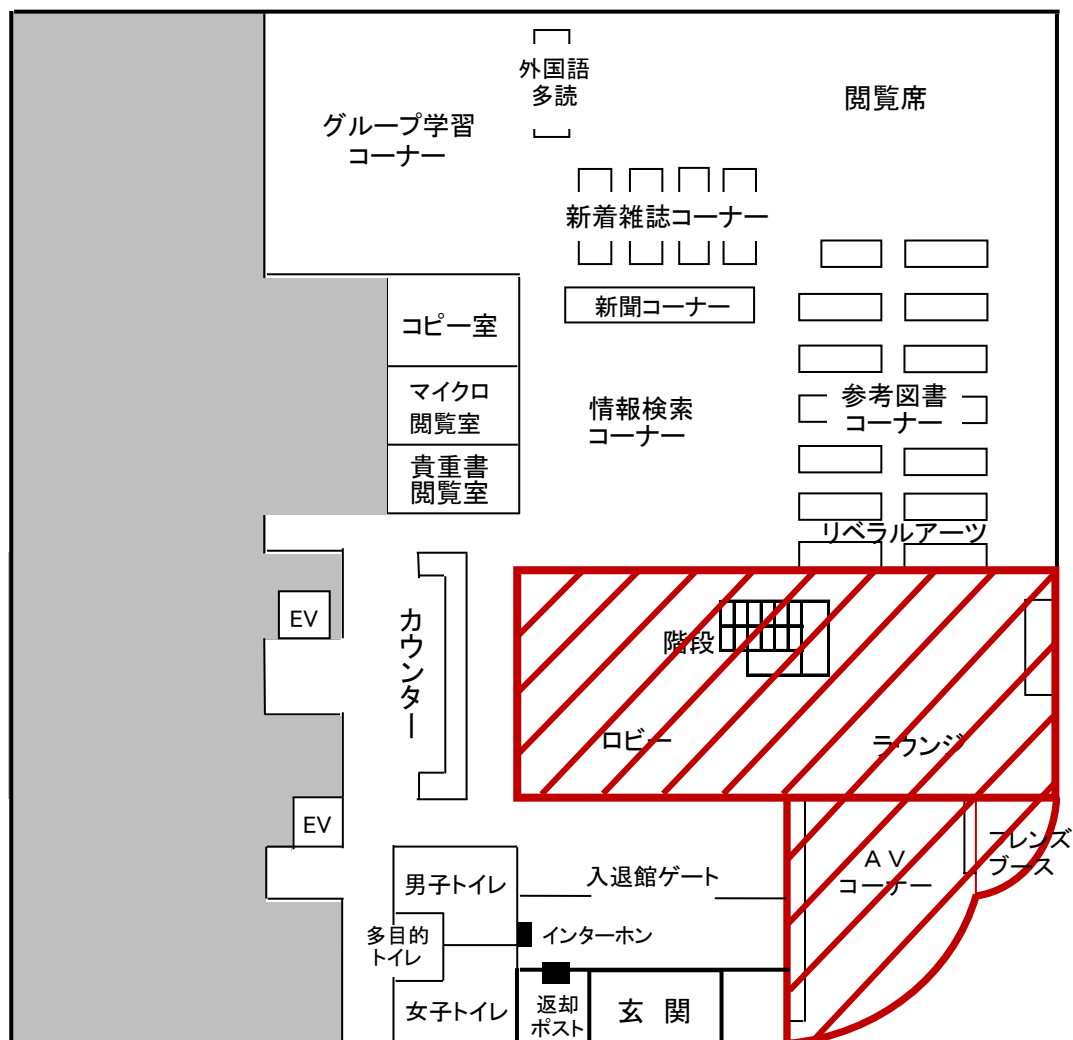 外国語
多読
閲覧席
グループ学習
コーナー
新着雑誌コーナー
新聞コーナー
コピー室
マイクロ
閲覧室
貴重書
閲覧室
情報検索
コーナー
参考図書
コーナー
リベラルアーツ
EV
カウンター
階段
ロビー
ラウンジ
EV
男子トイレ
入退館ゲート
AV
コーナー
フレンズ
ブース
多目的
トイレ
インターホン
女子トイレ
返却
ポスト
玄 関